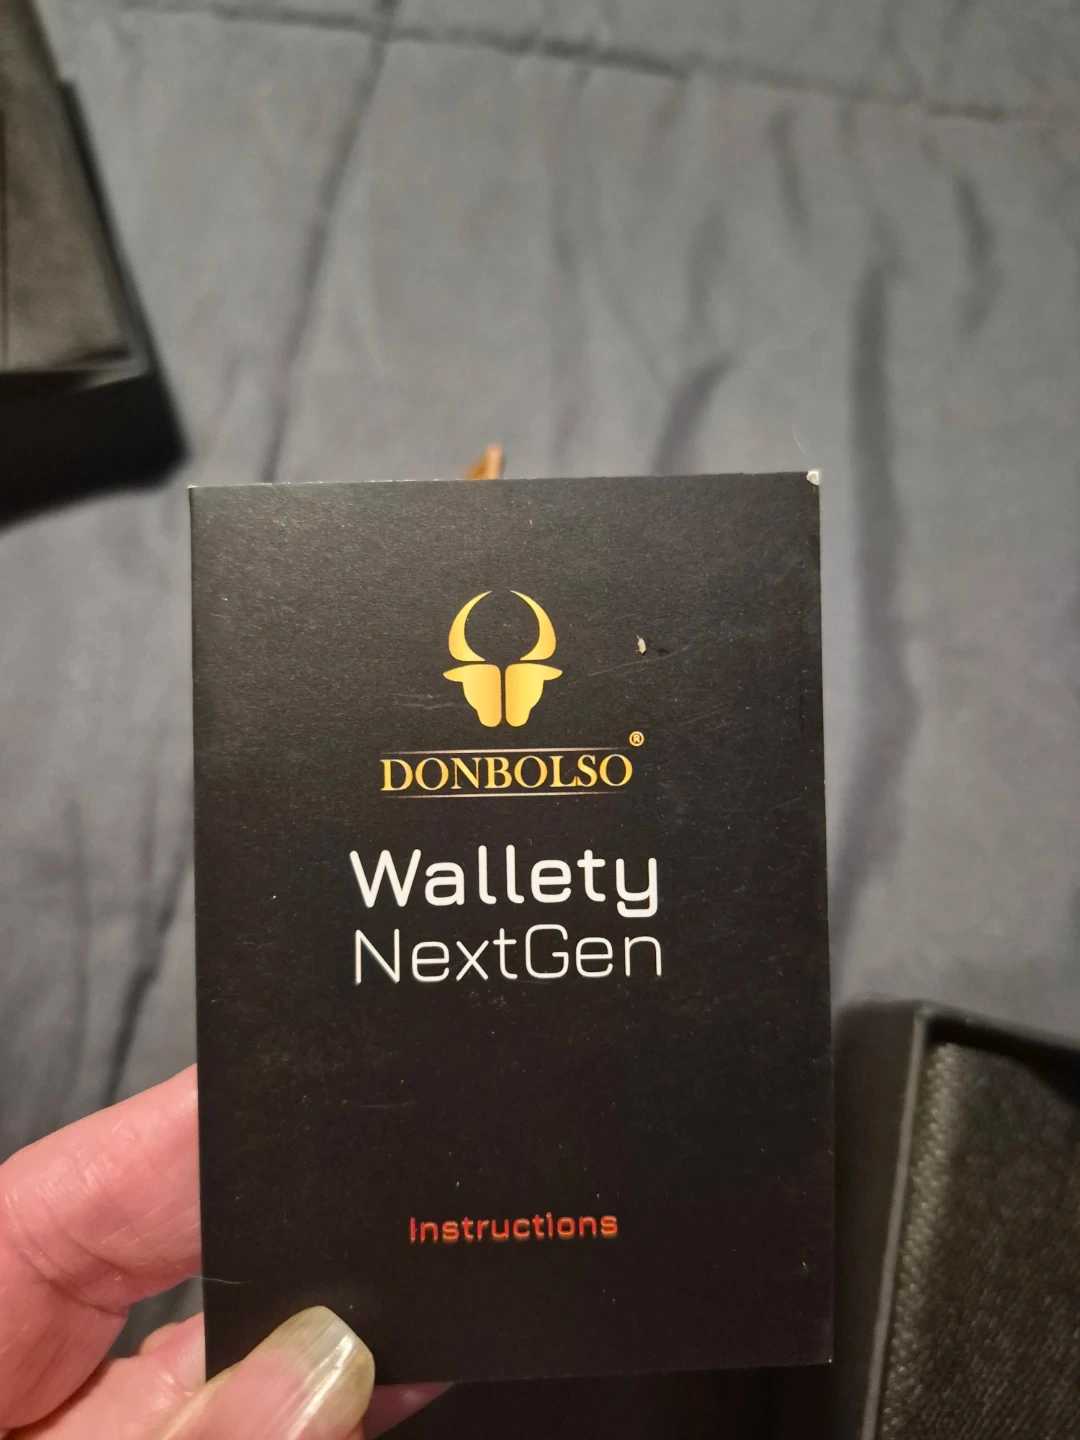 DONBOLSO®
Wallety
NextGen
Instructions